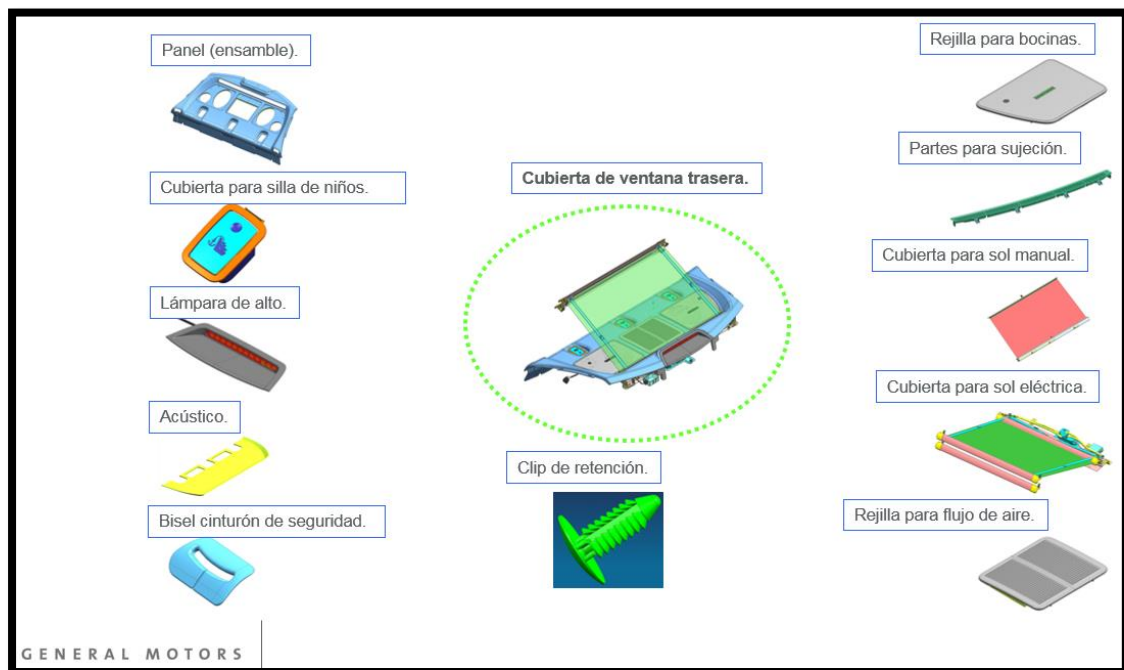 Panel (ensamble).
Cubierta para silla de niños.
Lámpara de alto.
Acústico.
Bisel cinturón de seguridad.
Cubierta de ventana trasera.
Clip de retención.
Rejilla para bocinas.
Partes para sujeción.
Cubierta para sol manual.
Cubierta para sol eléctrica.
Rejilla para flujo de aire.
GENERAL MOTORS